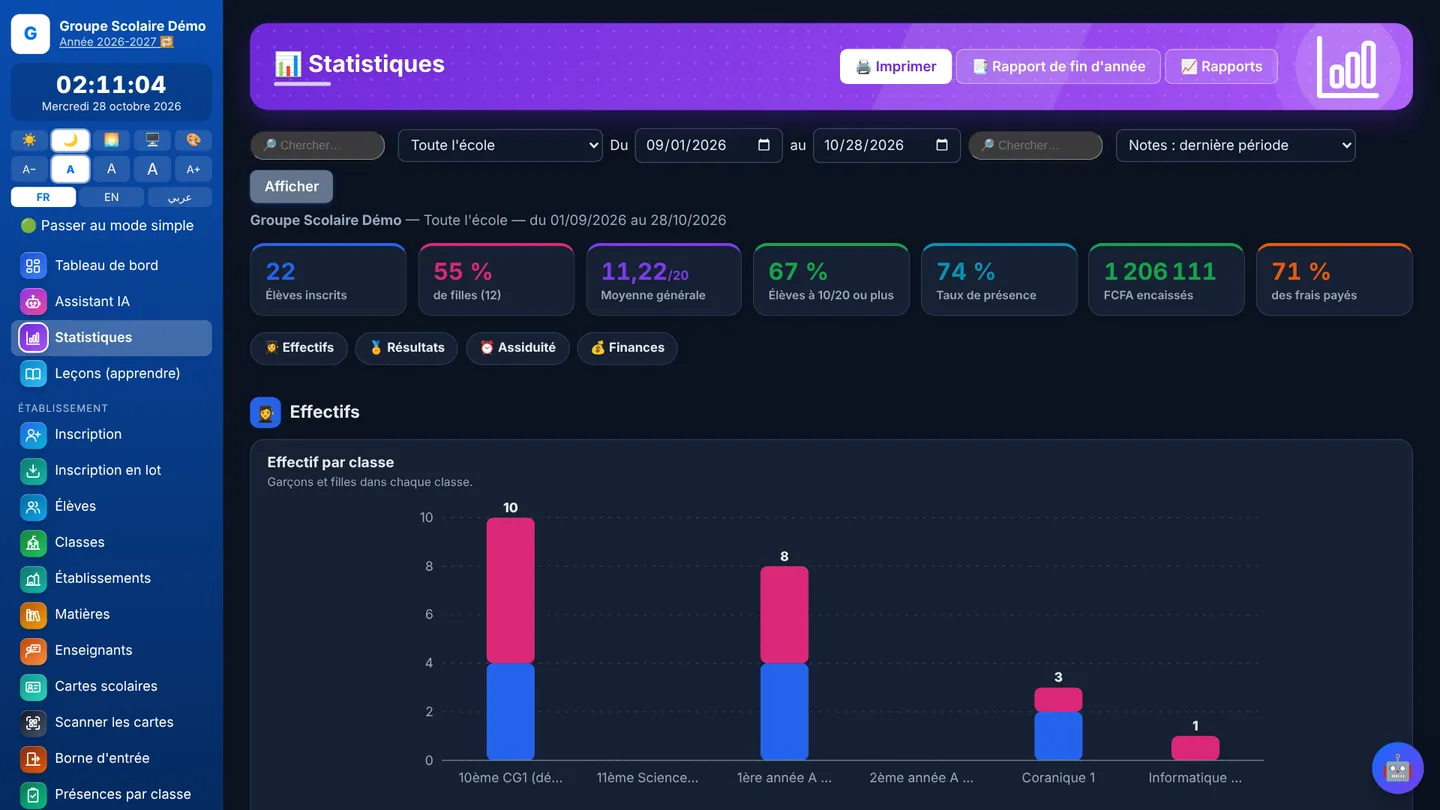 G
Groupe Scolaire Démo
Année 2026-2027
02:11:04
Mercredi 28 octobre 2026
A− A A A A+
FR EN عربي
Passer au mode simple
Tableau de bord
Assistant IA
Statistiques
Leçons (apprendre)
ÉTABLISSEMENT
Inscription
Inscription en lot
Élèves
Classes
Établissements
Matières
Enseignants
Cartes scolaires
Scanner les cartes
Borne d'entrée
Présences par classe
Statistiques
Imprimer
Rapport de fin d'année
Rapports
Chercher… Toute l'école Du 09/01/2026 au 10/28/2026 Chercher… Notes : dernière période
Afficher
Groupe Scolaire Démo — Toute l'école — du 01/09/2026 au 28/10/2026
22
Élèves inscrits
55 %
de filles (12)
11,22/20
Moyenne générale
67 %
Élèves à 10/20 ou plus
74 %
Taux de présence
1 206 111
FCFA encaissés
71 %
des frais payés
Effectifs
Résultats
Assiduité
Finances
Effectifs
Effectif par classe
Garçons et filles dans chaque classe.
10
8
6
4
2
0
10
8
3
1
10ème CG1 (dé...
11ème Science...
1ère année A ...
2ème année A ...
Coranique 1
Informatique ...